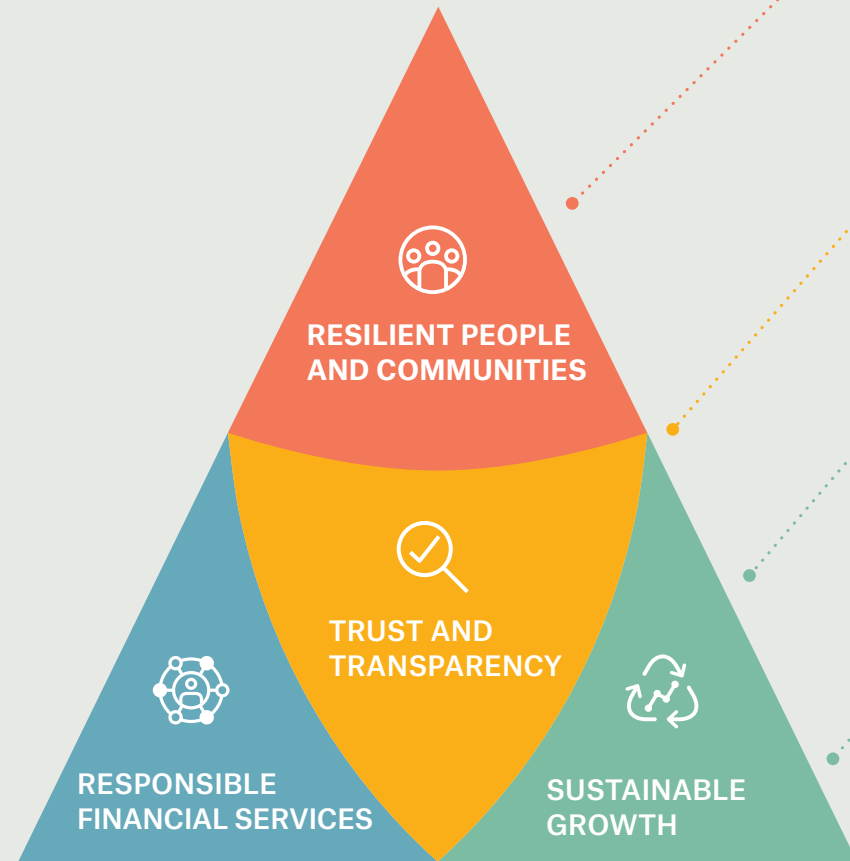 RESILIENT PEOPLE
AND COMMUNITIES
TRUST AND
TRANSPARENCY
RESPONSIBLE
FINANCIAL SERVICES
SUSTAINABLE
GROWTH